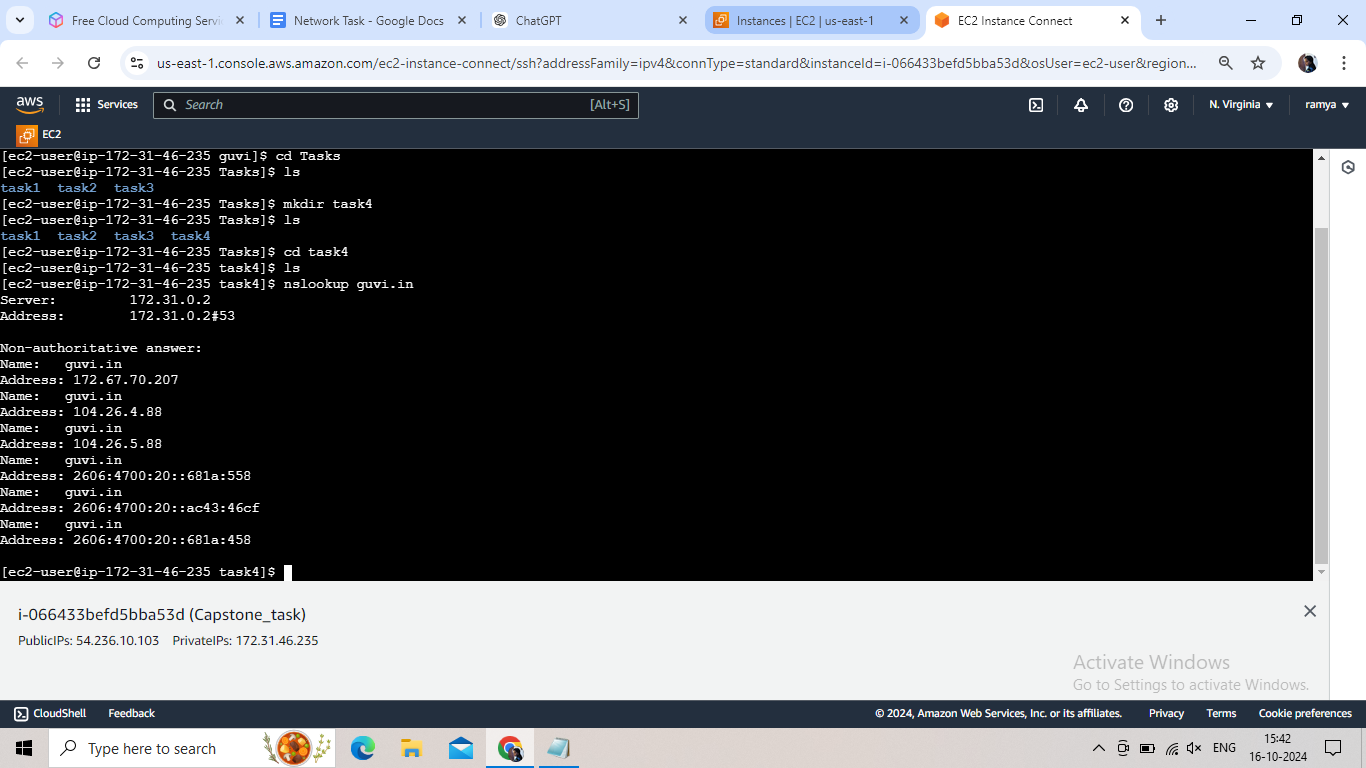 Free Cloud Computing Servi
Network Task - Google Docs
ChatGPT
Instances | EC2 | us-east-1
EC2 Instance Connect
us-east-1.console.aws.amazon.com/ec2-instance-connect/ssh?addressFamily=ipv4&connType=standard&instanceId=i-066433befd5bba53d&osUser=ec2-user&region...
aws Services Search [Alt+S] N. Virginia ramya
EC2
[ec2-user@ip-172-31-46-235 guvi]$ cd Tasks
[ec2-user@ip-172-31-46-235 Tasks]$ ls
task1 task2 task3
[ec2-user@ip-172-31-46-235 Tasks]$ mkdir task4
[ec2-user@ip-172-31-46-235 Tasks]$ ls
task1 task2 task3 task4
[ec2-user@ip-172-31-46-235 Tasks]$ cd task4
[ec2-user@ip-172-31-46-235 task4]$ ls
[ec2-user@ip-172-31-46-235 task4]$ nslookup guvi.in
Server: 172.31.0.2
Address: 172.31.0.2#53
Non-authoritative answer:
Name: guvi.in
Address: 172.67.70.207
Name: guvi.in
Address: 104.26.4.88
Name: guvi.in
Address: 104.26.5.88
Name: guvi.in
Address: 2606:4700:20::681a:558
Name: guvi.in
Address: 2606:4700:20::ac43:46cf
Name: guvi.in
Address: 2606:4700:20::681a:458
[ec2-user@ip-172-31-46-235 task4]$
i-066433befd5bba53d (Capstone_task)
PublicIPs: 54.236.10.103 PrivateIPs: 172.31.46.235
Activate Windows
Go to Settings to activate Windows.
CloudShell Feedback © 2024, Amazon Web Services, Inc. or its affiliates. Privacy Terms Cookie preferences
Type here to search
ENG
15:42
16-10-2024